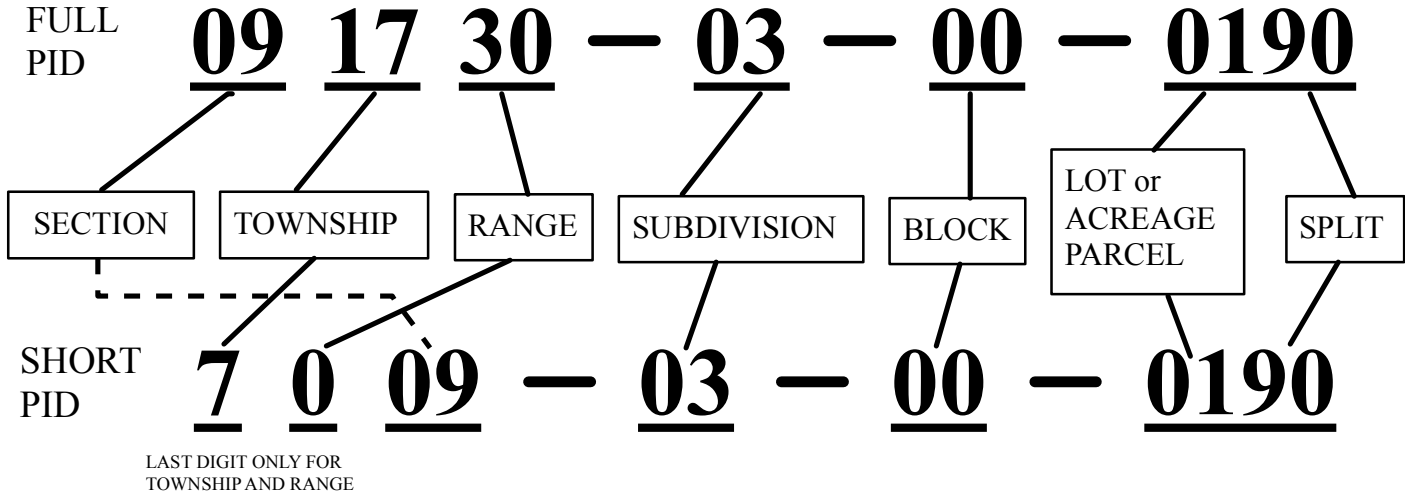 FULL PID 09 17 30 — 03 — 00 — 0190
SECTION
TOWNSHIP
RANGE
SUBDIVISION
BLOCK
LOT or
ACREAGE
PARCEL
SPLIT
SHORT PID 7 0 09 — 03 — 00 — 0190
LAST DIGIT ONLY FOR
TOWNSHIP AND RANGE